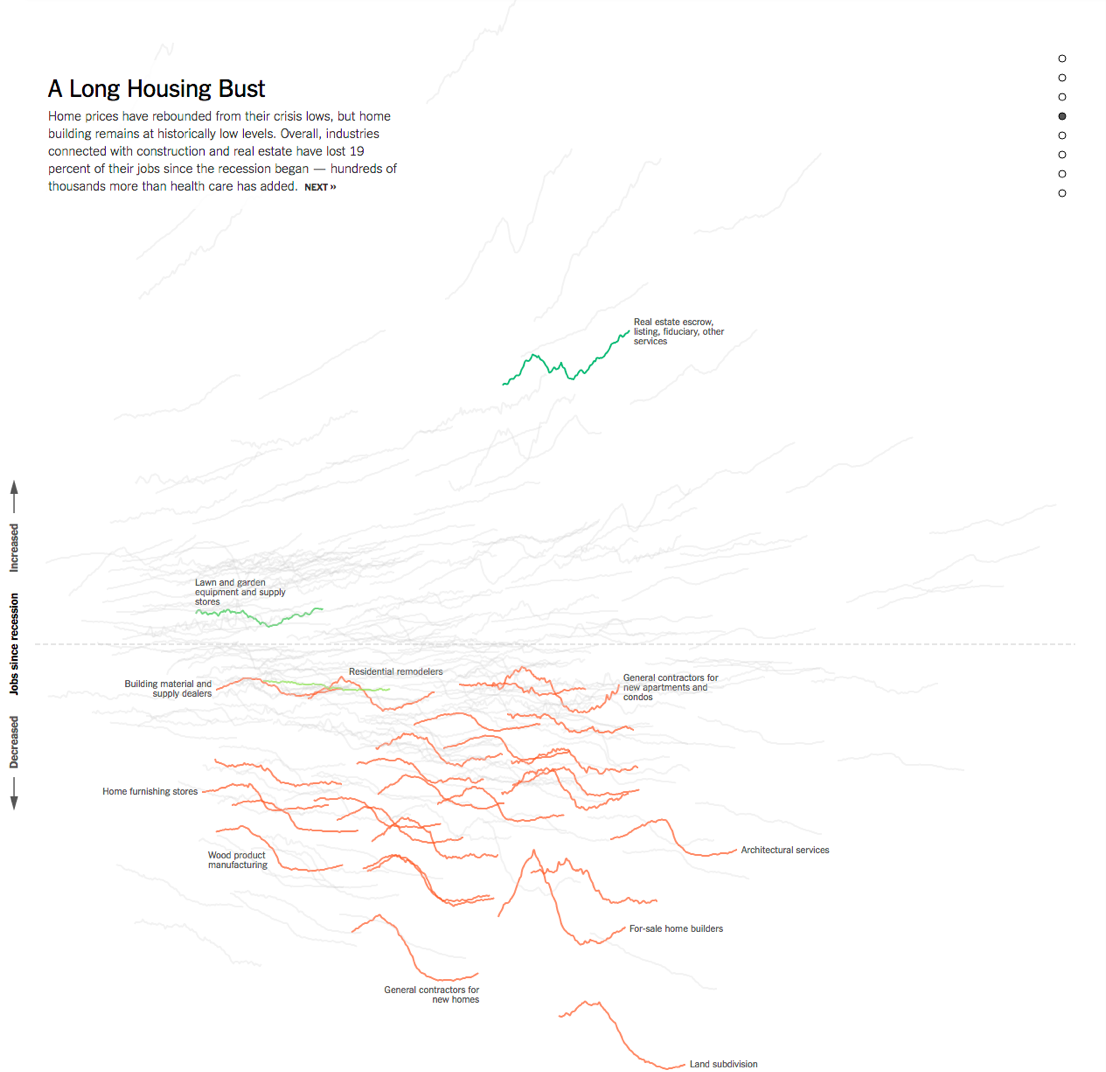 A Long Housing Bust
Home prices have rebounded from their crisis lows, but home
building remains at historically low levels. Overall, industries
connected with construction and real estate have lost 19
percent of their jobs since the recession began — hundreds of
thousands more than health care has added. NEXT »
Real estate escrow,
listing, fiduciary, other
services
Increased
Jobs since recession
Decreased
Lawn and garden
equipment and supply
stores
Residential remodelers
Building material and
supply dealers
General contractors for
new apartments and
condos
Home furnishing stores
Architectural services
Wood product
manufacturing
For-sale home builders
General contractors for
new homes
Land subdivision